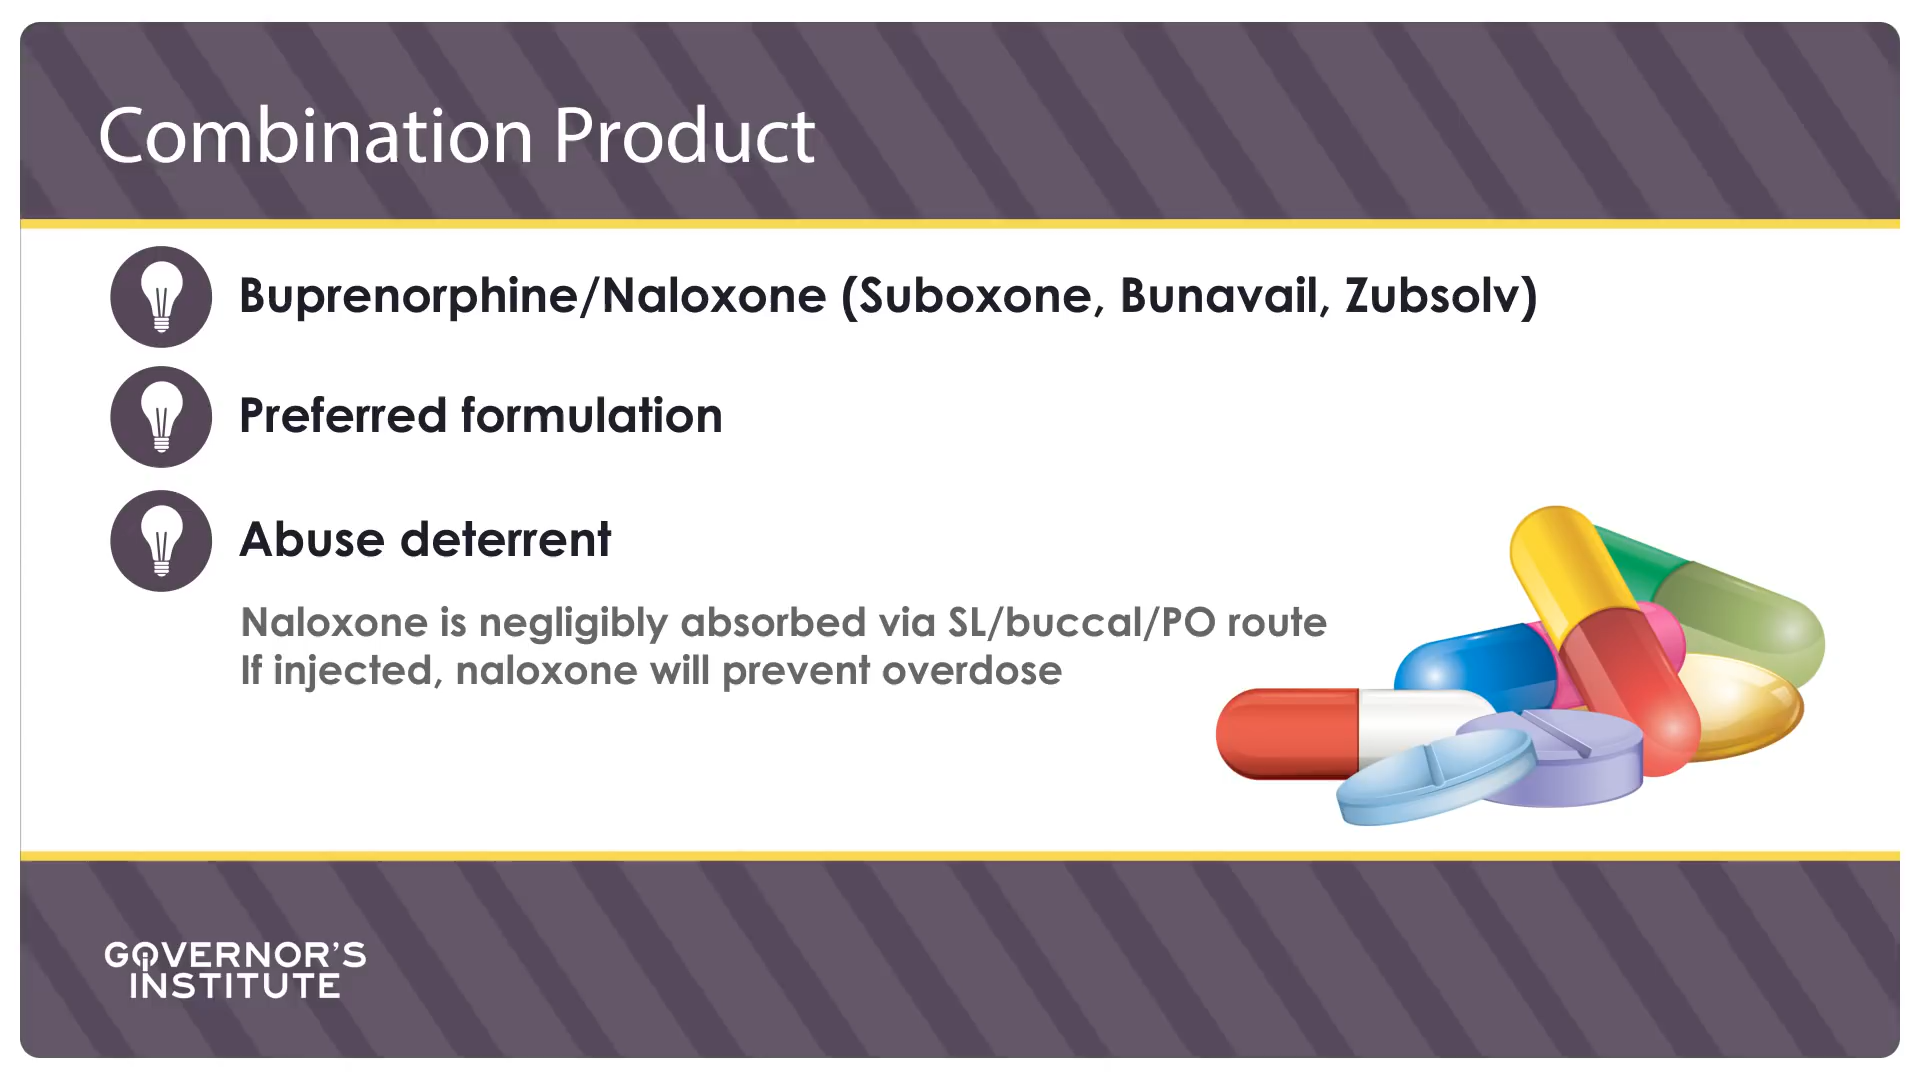 Combination Product
Buprenorphine/Naloxone (Suboxone, Bunavail, Zubsolv)
Preferred formulation
Abuse deterrent
Naloxone is negligibly absorbed via SL/buccal/PO route
If injected, naloxone will prevent overdose
GOVERNOR'S
INSTITUTE